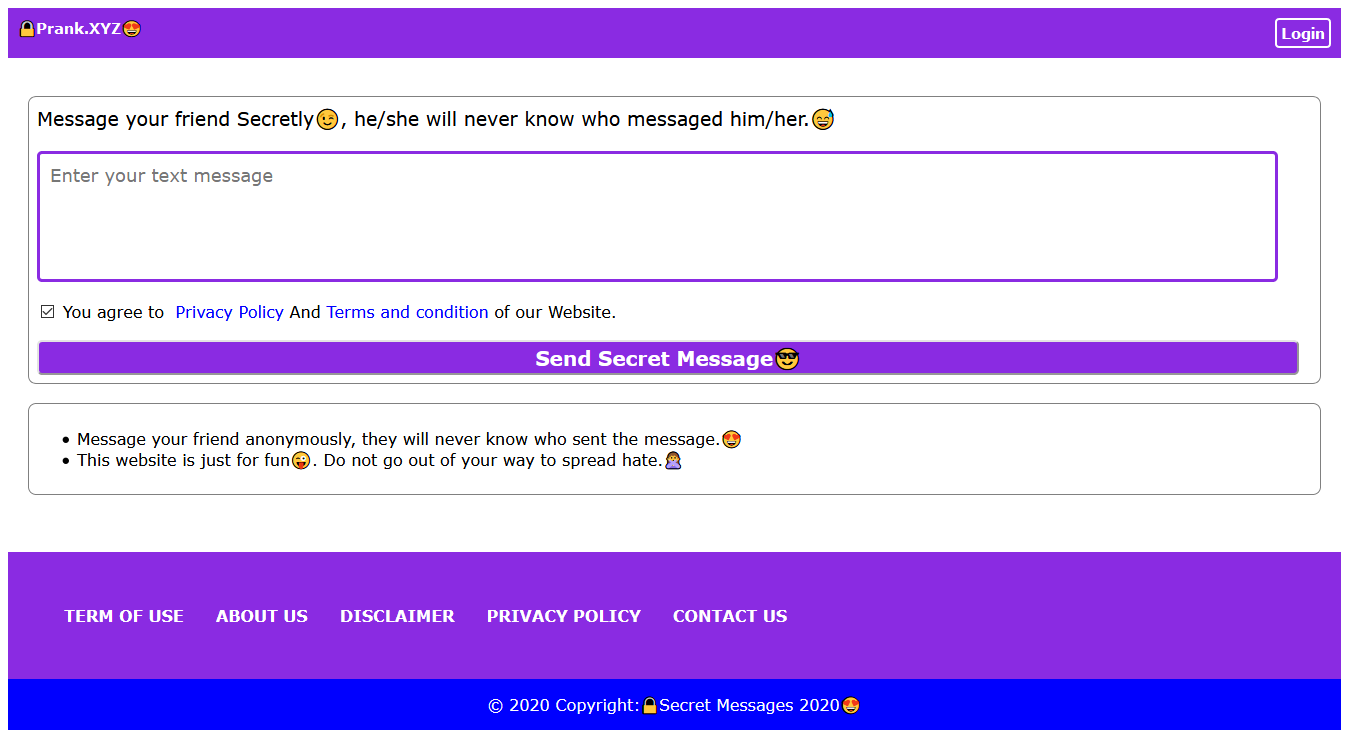 🔒Prank.XYZ😍
Login
Message your friend Secretly😉, he/she will never know who messaged him/her.😅
Enter your text message
You agree to Privacy Policy And Terms and condition of our Website.
Send Secret Message😎
• Message your friend anonymously, they will never know who sent the message.😍
• This website is just for fun😜. Do not go out of your way to spread hate.🙅
TERM OF USE ABOUT US DISCLAIMER PRIVACY POLICY CONTACT US
© 2020 Copyright:🔒Secret Messages 2020😍